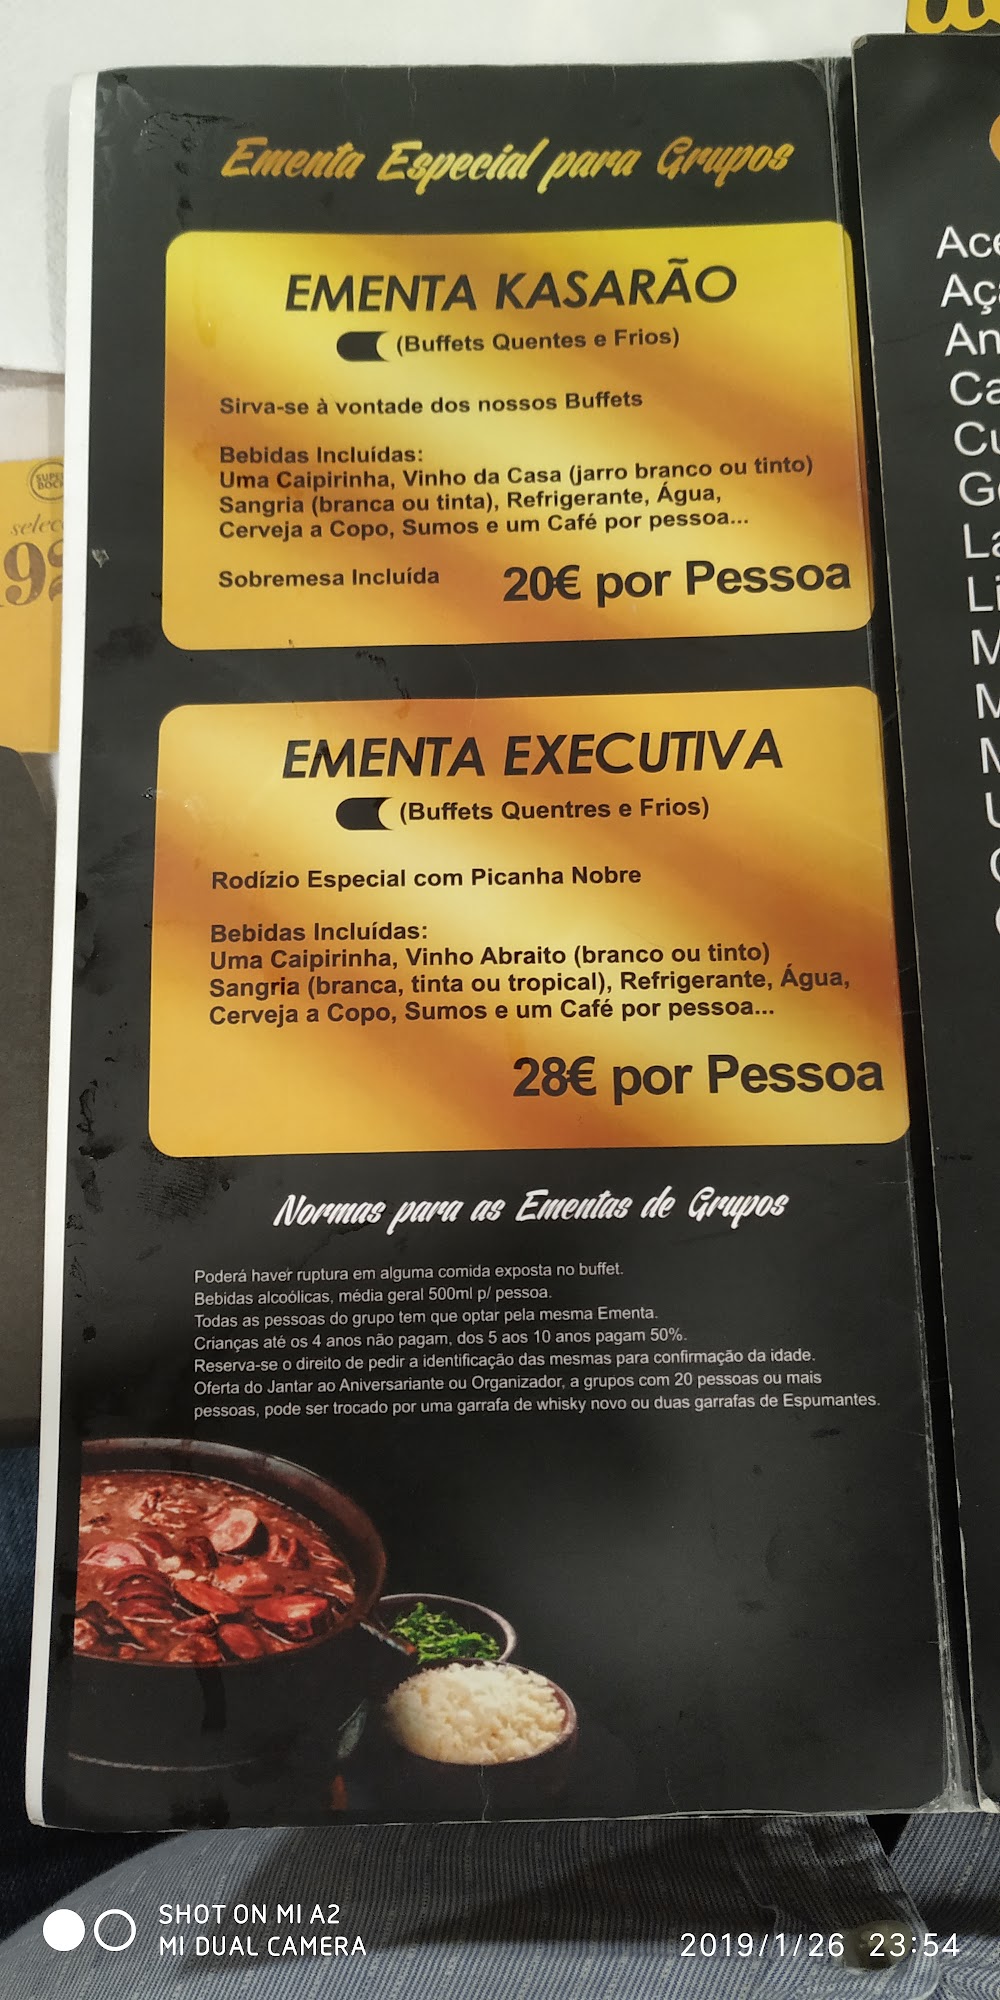 Ementa Especial para Grupos
EMENTA KASARÃO
(Buffets Quentes e Frios)
Sirva-se à vontade dos nossos Buffets
Bebidas Incluídas:
Uma Caipirinha, Vinho da Casa (jarro branco ou tinto)
Sangria (branca ou tinta), Refrigerante, Água,
Cerveja a Copo, Sumos e um Café por pessoa...
Sobremesa Incluída
20€ por Pessoa
EMENTA EXECUTIVA
(Buffets Quentres e Frios)
Rodízio Especial com Picanha Nobre
Bebidas Incluídas:
Uma Caipirinha, Vinho Abraito (branco ou tinto)
Sangria (branca, tinta ou tropical), Refrigerante, Água,
Cerveja a Copo, Sumos e um Café por pessoa...
28€ por Pessoa
Normas para as Ementas de Grupos
Poderá haver ruptura em alguma comida exposta no buffet.
Bebidas alcoólicas, média geral 500ml p/ pessoa.
Todas as pessoas do grupo tem que optar pela mesma Ementa.
Crianças até os 4 anos não pagam, dos 5 aos 10 anos pagam 50%.
Reserva-se o direito de pedir a identificação das mesmas para confirmação da idade.
Oferta do Jantar ao Aniversariante ou Organizador, a grupos com 20 pessoas ou mais
pessoas, pode ser trocado por uma garrafa de whisky novo ou duas garrafas de Espumantes.
SHOT ON MI A2
MI DUAL CAMERA
2019/1/26 23:54